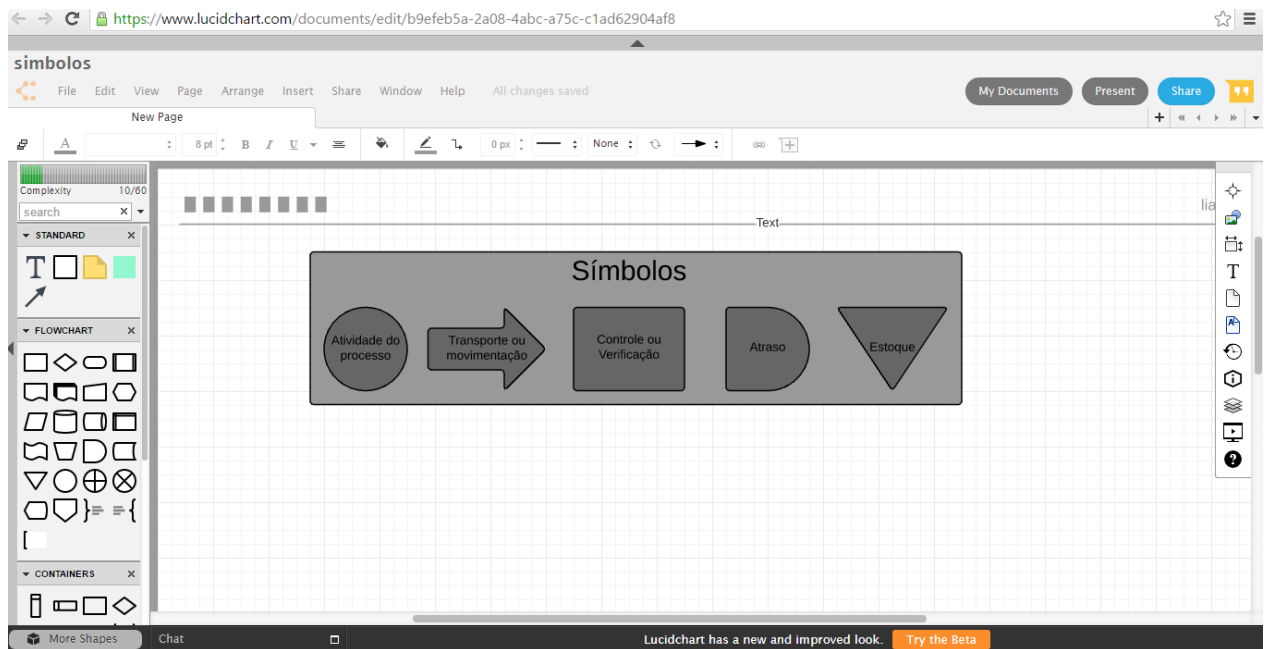 https://www.lucidchart.com/documents/edit/b9efeb5a-2a08-4abc-a75c-c1ad62904af8
simbolos
File Edit View Page Arrange Insert Share Window Help All changes saved
My Documents Present Share
New Page
A 8 pt B I U 0 px None
Complexity 10/60
search
STANDARD
T
FLOWCHART
CONTAINERS
More Shapes
lia
Text
Símbolos
Atividade do
processo
Transporte ou
movimentação
Controle ou
Verificação
Atraso
Estoque
T
Chat
Lucidchart has a new and improved look. Try the Beta